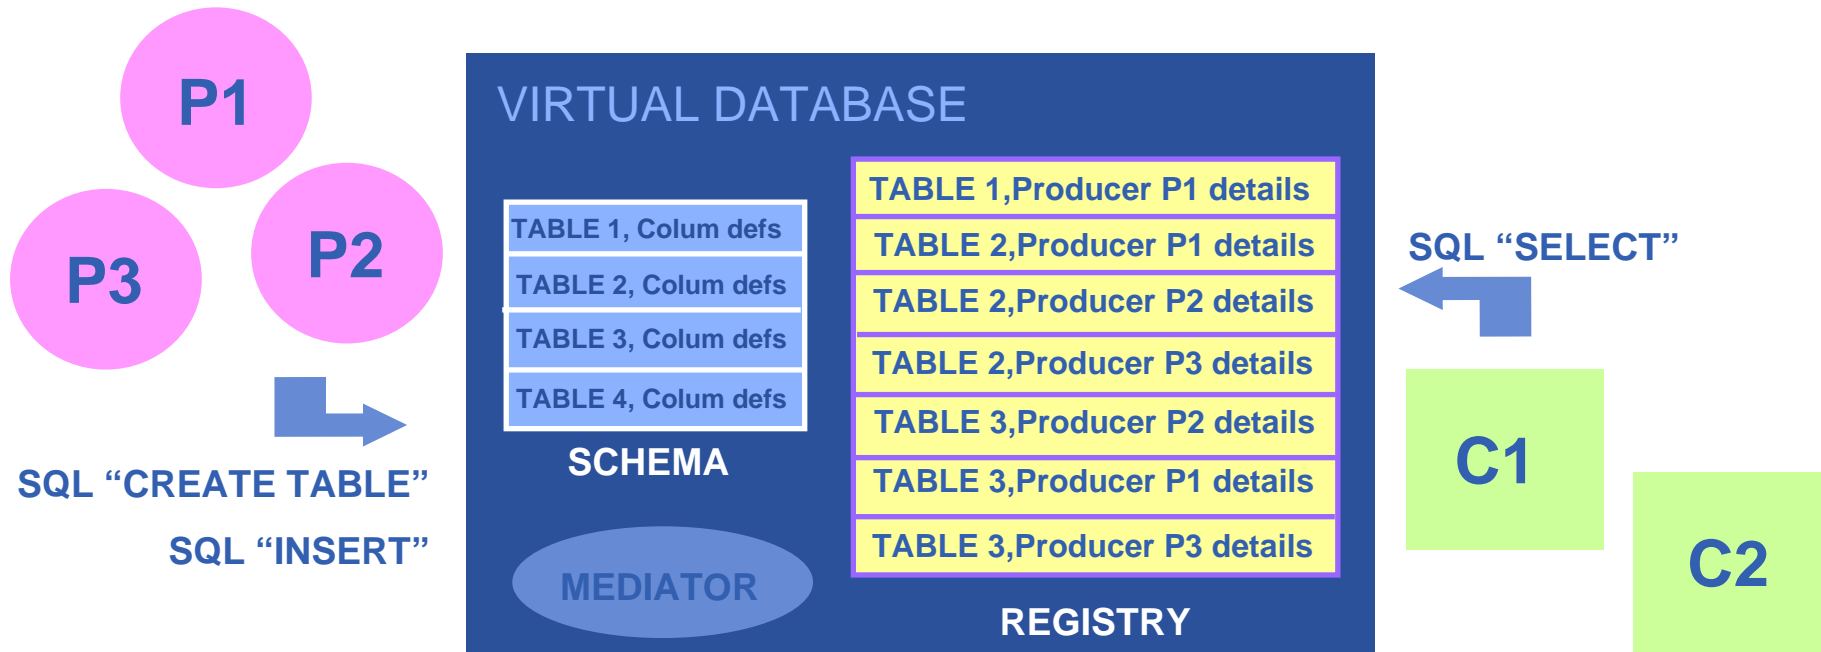 P1
P2
P3
SQL “CREATE TABLE”
SQL “INSERT”
VIRTUAL DATABASE
TABLE 1, Colum defs
TABLE 2, Colum defs
TABLE 3, Colum defs
TABLE 4, Colum defs
SCHEMA
MEDIATOR
TABLE 1,Producer P1 details
TABLE 2,Producer P1 details
TABLE 2,Producer P2 details
TABLE 2,Producer P3 details
TABLE 3,Producer P2 details
TABLE 3,Producer P1 details
TABLE 3,Producer P3 details
REGISTRY
SQL “SELECT”
C1
C2